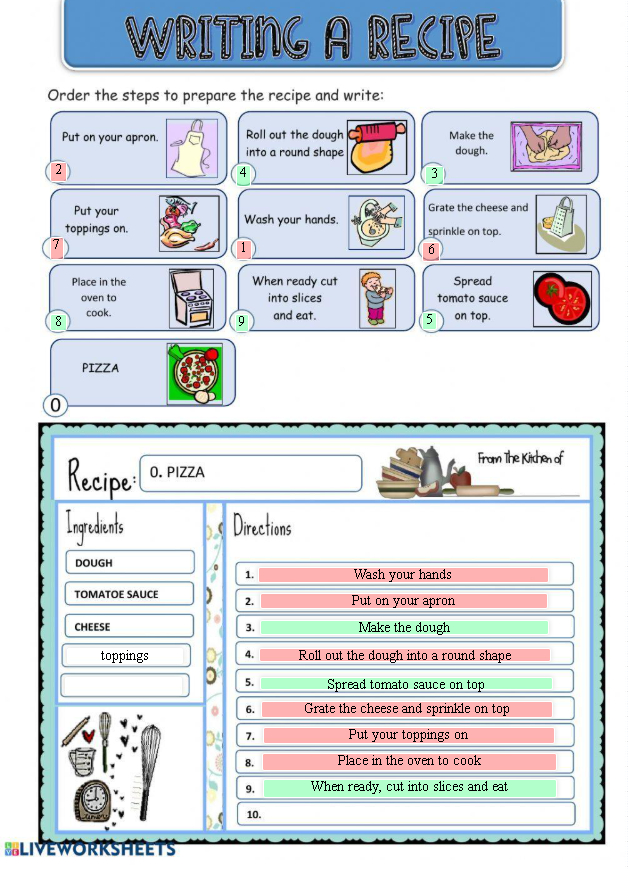 WRITING A RECIPE
Order the steps to prepare the recipe and write:
Put on your apron.
2
Roll out the dough
into a round shape
4
Make the
dough.
3
Put your
toppings on.
7
Wash your hands.
1
Grate the cheese and
sprinkle on top.
6
Place in the
oven to
cook.
8
When ready cut
into slices
and eat.
9
Spread
tomato sauce
on top.
5
PIZZA
0
Recipe:
0. PIZZA
From The Kitchen of
Ingredients
DOUGH
TOMATOE SAUCE
CHEESE
toppings
Directions
1. Wash your hands
2. Put on your apron
3. Make the dough
4. Roll out the dough into a round shape
5. Spread tomato sauce on top
6. Grate the cheese and sprinkle on top
7. Put your toppings on
8. Place in the oven to cook
9. When ready, cut into slices and eat
10.
LIVEWORKSHEETS